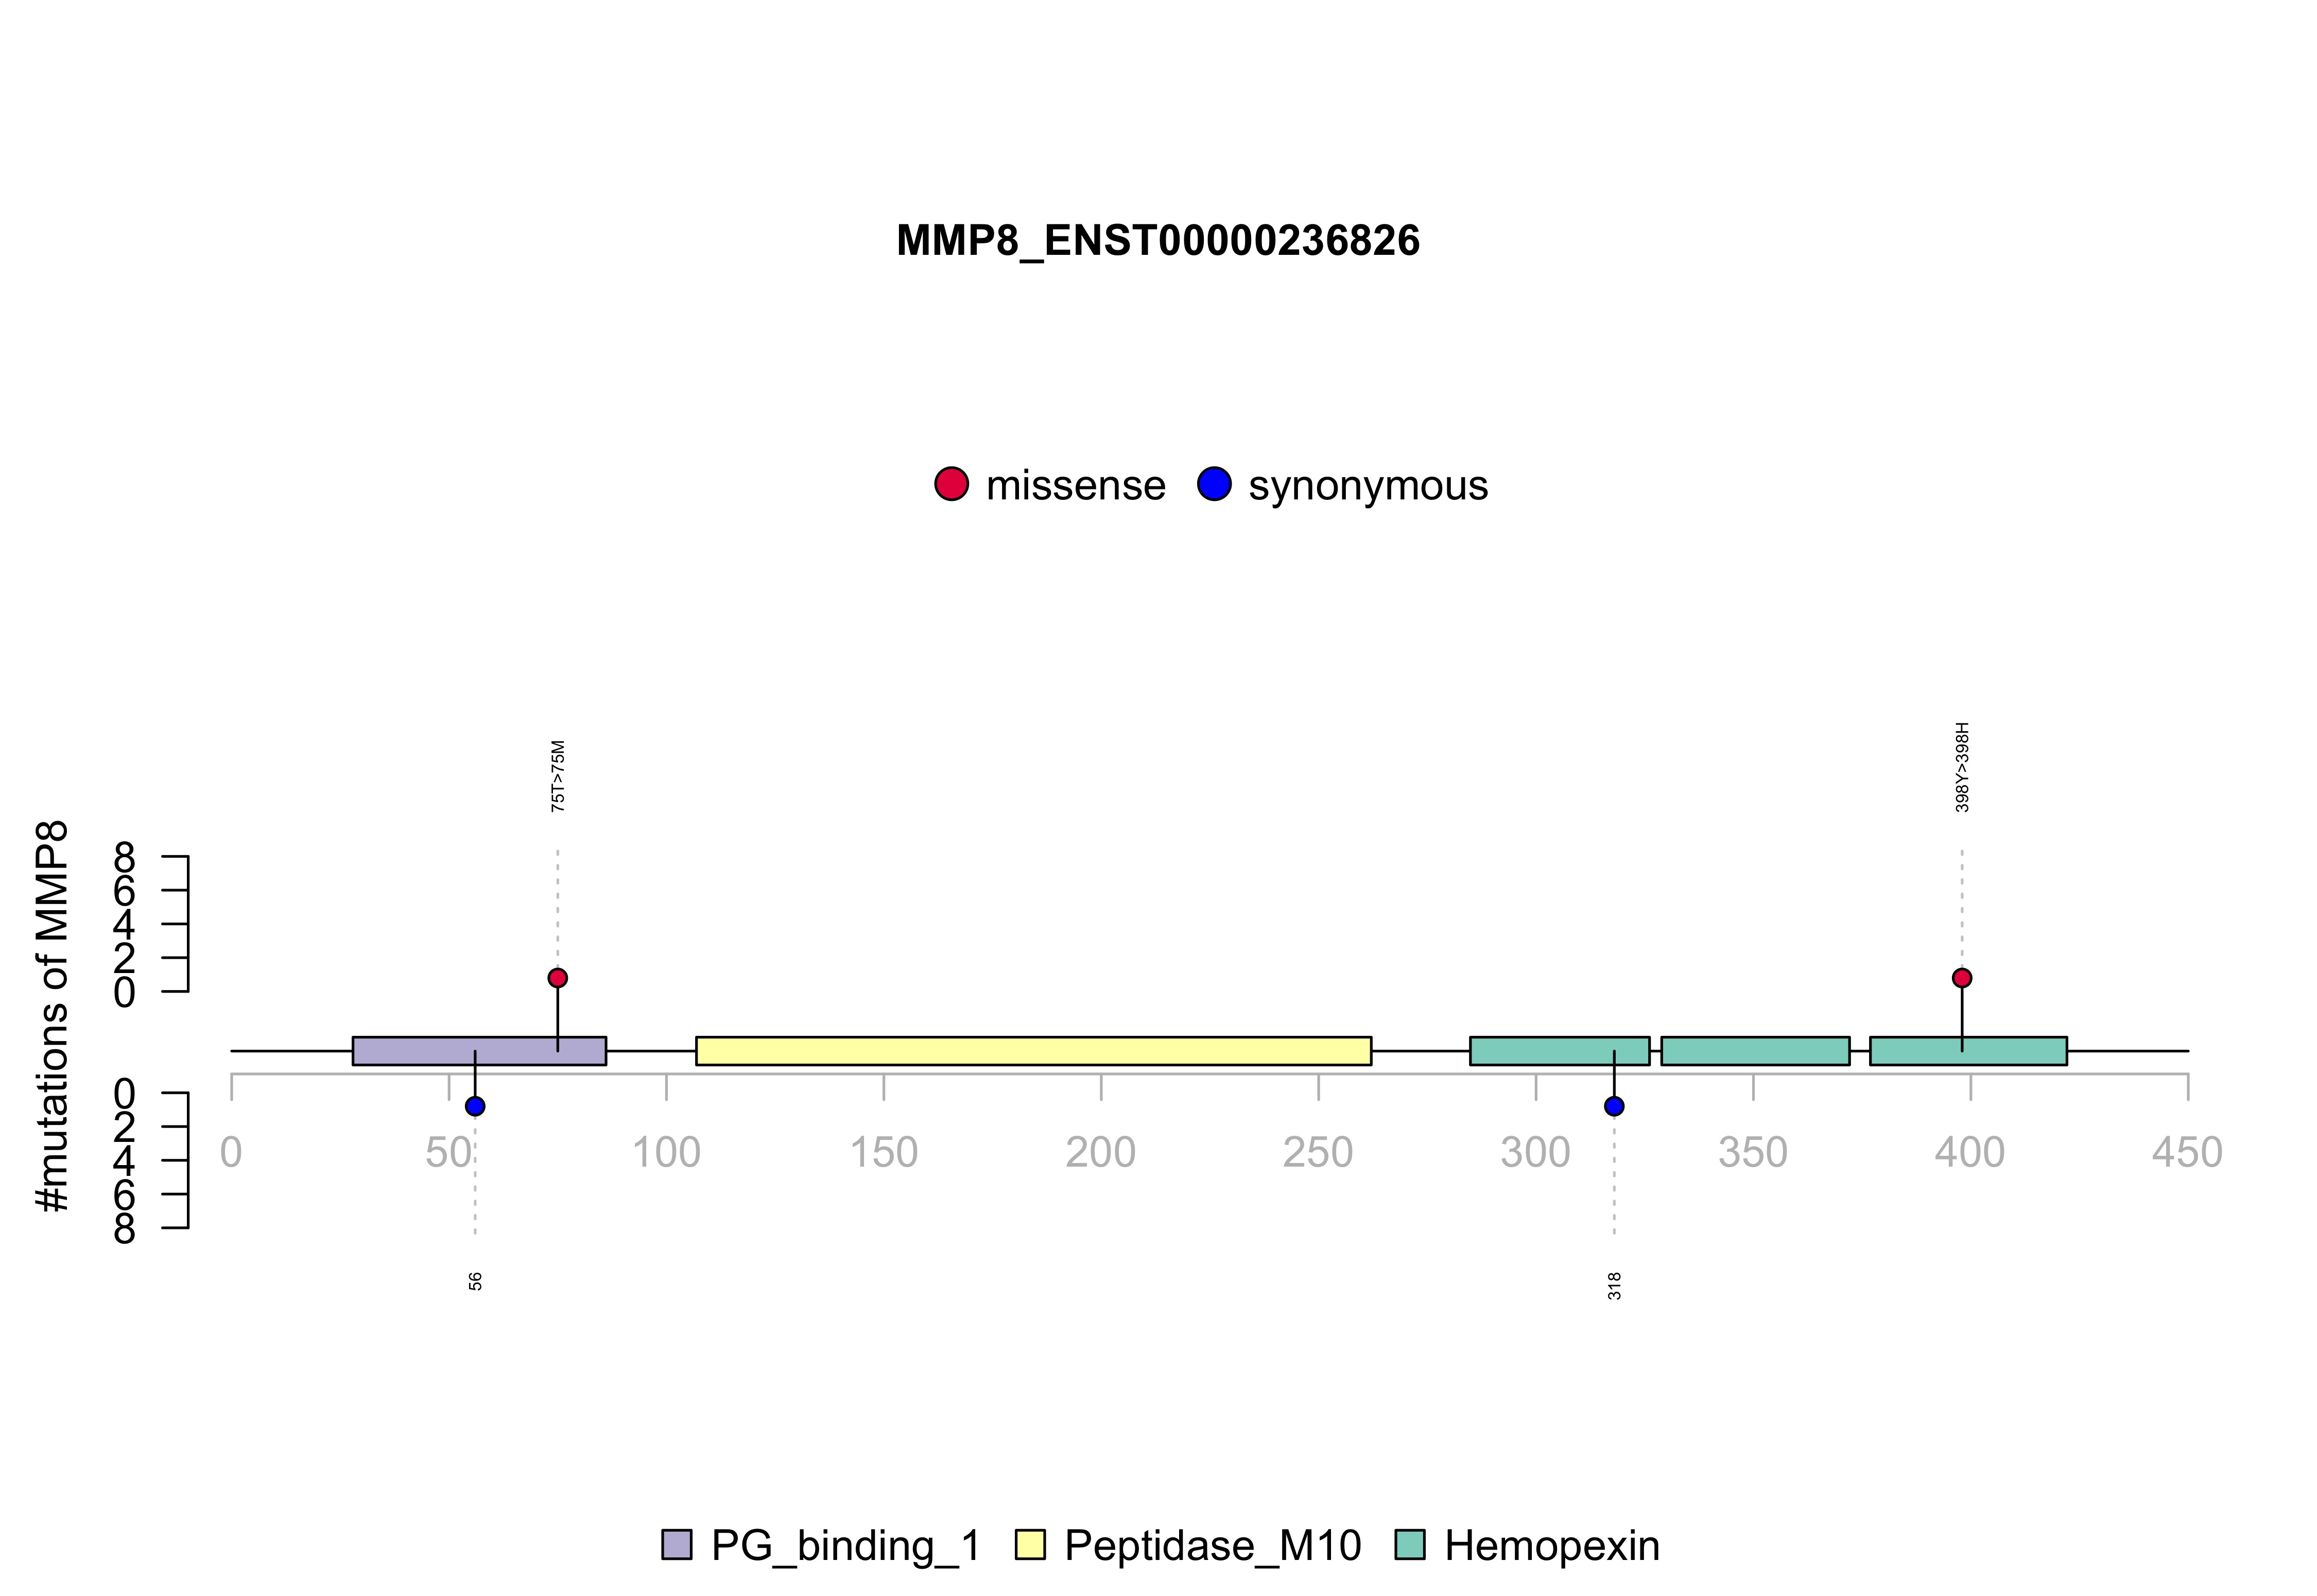 MMP8_ENST00000236826
missense synonymous
75T>75M 398Y>398H
#mutations of MMP8
8
6
4
2
0
0
2
4
6
8
0 50 100 150 200 250 300 350 400 450
56 318
PG_binding_1 Peptidase_M10 Hemopexin